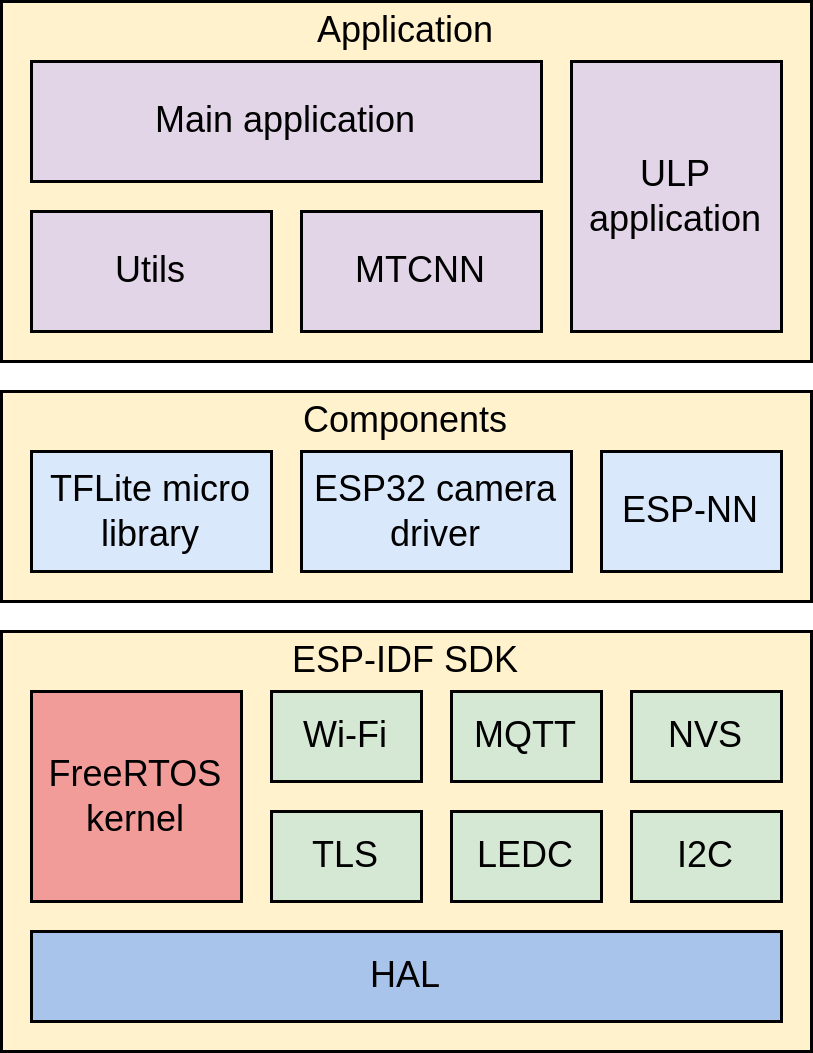 Application
Main application
ULP
application
Utils
MTCNN
Components
TFLite micro
library
ESP32 camera
driver
ESP-NN
ESP-IDF SDK
FreeRTOS
kernel
Wi-Fi
MQTT
NVS
TLS
LEDC
I2C
HAL